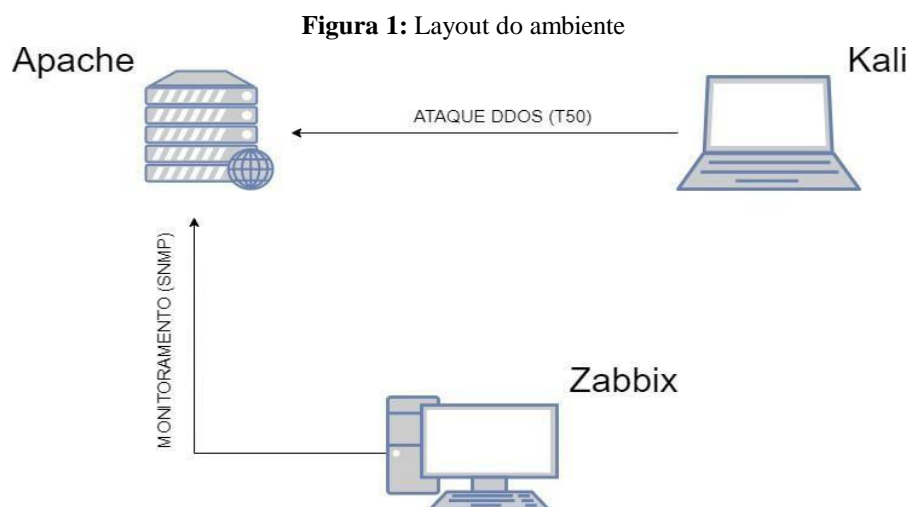 Figura 1: Layout do ambiente
Apache
Kali
ATAQUE DDOS (T50)
MONITORAMENTO (SNMP)
Zabbix